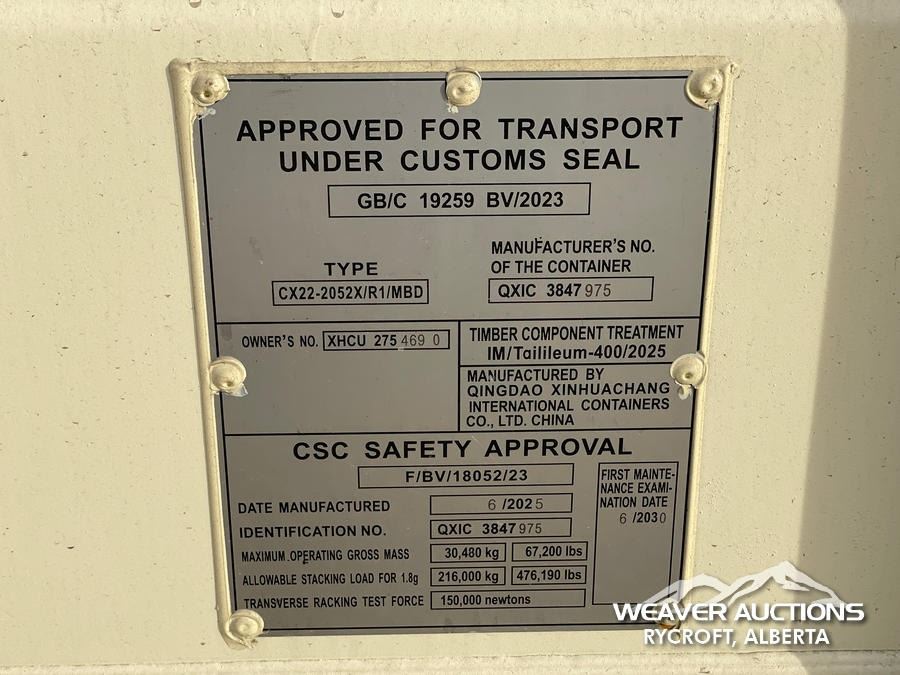 APPROVED FOR TRANSPORT
UNDER CUSTOMS SEAL
GB/C 19259 BV/2023
TYPE
CX22-2052X/R1/MBD
MANUFACTURER'S NO.
OF THE CONTAINER
QXIC 3847975
OWNER'S NO. XHCU 275469 0
TIMBER COMPONENT TREATMENT
IM/Tailileum-400/2025
MANUFACTURED BY
QINGDAO XINHUACHANG
INTERNATIONAL CONTAINERS
CO., LTD. CHINA
CSC SAFETY APPROVAL
F/BV/18052/23
DATE MANUFACTURED 6/2025
IDENTIFICATION NO. QXIC 3847975
MAXIMUM OPERATING GROSS MASS 30,480 kg 67,200 lbs
ALLOWABLE STACKING LOAD FOR 1.8g 216,000 kg 476,190 lbs
TRANSVERSE RACKING TEST FORCE 150,000 newtons
FIRST MAINTE-
NANCE EXAMI-
NATION DATE
6/2030
WEAVER AUCTIONS
RYCROFT, ALBERTA